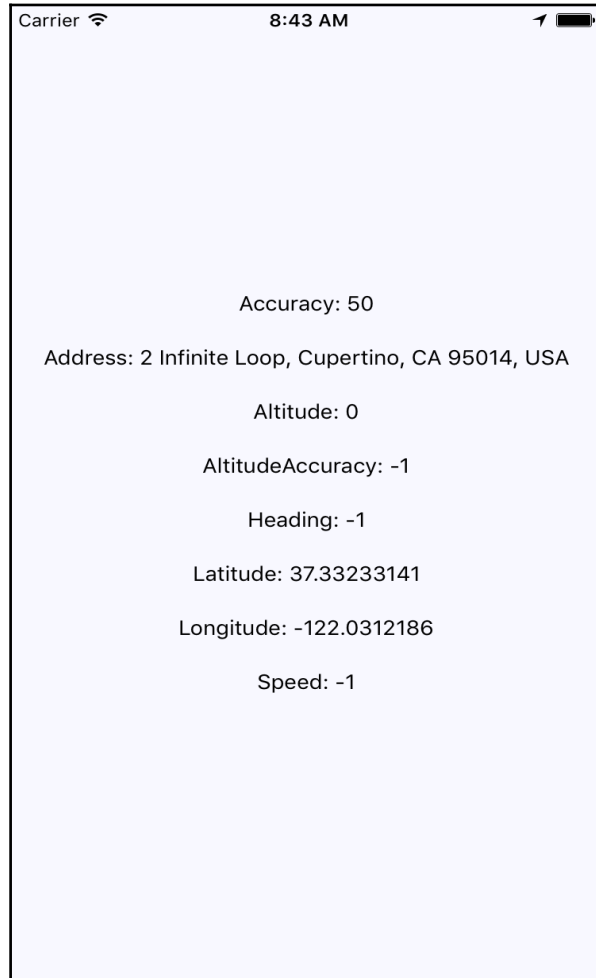 Carrier 8:43 AM
Accuracy: 50
Address: 2 Infinite Loop, Cupertino, CA 95014, USA
Altitude: 0
AltitudeAccuracy: -1
Heading: -1
Latitude: 37.33233141
Longitude: -122.0312186
Speed: -1